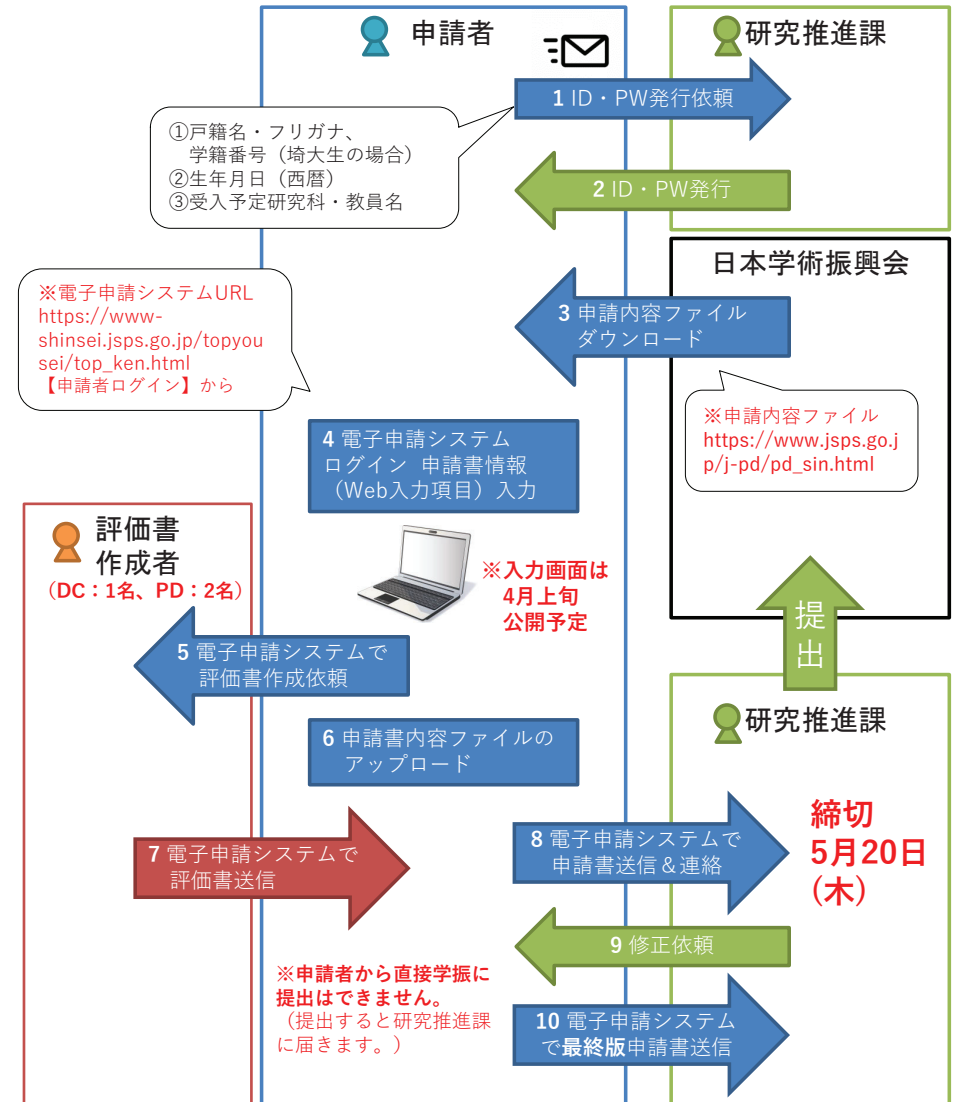 申請者
研究推進課
1 ID・PW発行依頼
①戸籍名・フリガナ、
学籍番号（埼大生の場合）
②生年月日（西暦）
③受入予定研究科・教員名
2 ID・PW発行
日本学術振興会
※電子申請システムURL
https://www-
shinsei.jsps.go.jp/topyou
sei/top_ken.html
【申請者ログイン】から
3 申請内容ファイル
ダウンロード
※申請内容ファイル
https://www.jsps.go.j
p/j-pd/pd_sin.html
4 電子申請システム
ログイン 申請書情報
（Web入力項目）入力
評価書
作成者
（DC：1名、PD：2名）
※入力画面は
4月上旬
公開予定
提
出
5 電子申請システムで
評価書作成依頼
研究推進課
6 申請書内容ファイルの
アップロード
締切
5月20日
(木)
7 電子申請システムで
評価書送信
8 電子申請システムで
申請書送信＆連絡
9 修正依頼
※申請者から直接学振に
提出はできません。
（提出すると研究推進課
に届きます。）
10 電子申請システム
で最終版申請書送信